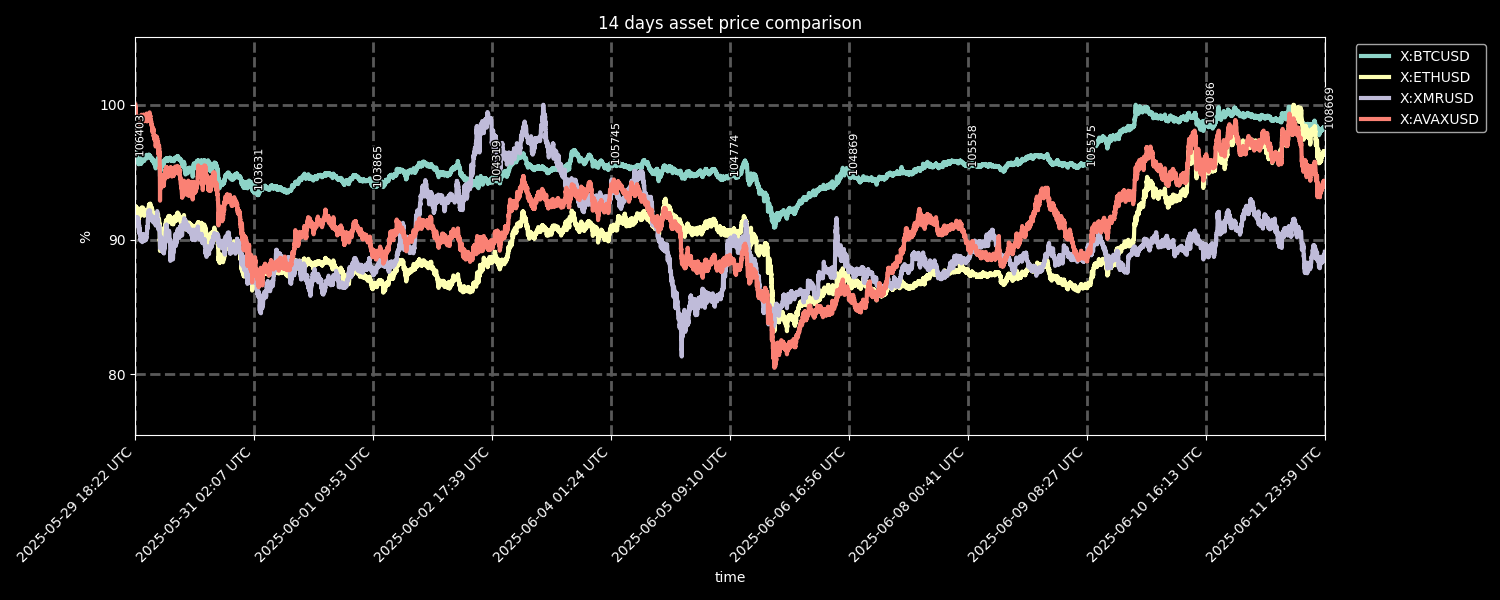 14 days asset price comparison
X:BTCUSD
X:ETHUSD
X:XMRUSD
X:AVAXUSD
100
90
80
%
106403
103631
103865
104319
105745
104774
104869
105558
105575
109086
108669
2025-05-29 18:22 UTC
2025-05-31 02:07 UTC
2025-06-01 09:53 UTC
2025-06-02 17:39 UTC
2025-06-04 01:24 UTC
2025-06-05 09:10 UTC
2025-06-06 16:56 UTC
2025-06-08 00:41 UTC
2025-06-09 08:27 UTC
2025-06-10 16:13 UTC
2025-06-11 23:59 UTC
time